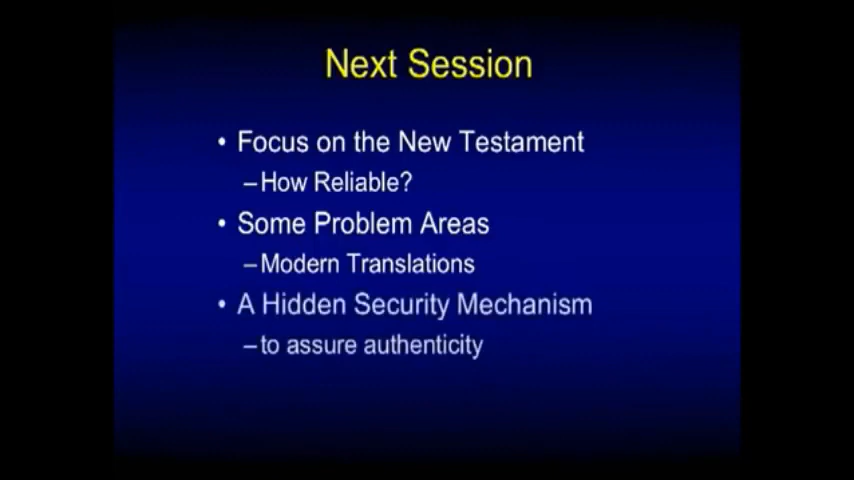 Next Session
• Focus on the New Testament
–How Reliable?
• Some Problem Areas
–Modern Translations
• A Hidden Security Mechanism
–to assure authenticity